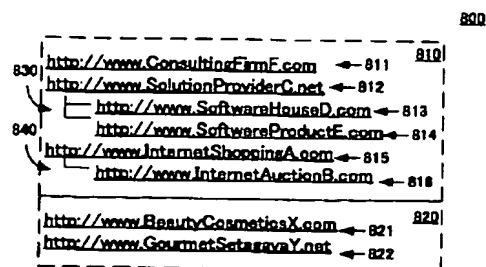 800
810
http://www.ConsultingFirmF.com 811
830 http://www.SolutionProviderC.net 812
http://www.SoftwareHouseD.com 813
840 http://www.SoftwareProductE.com 814
http://www.InternetShoppingA.com 815
http://www.InternetAuctionB.com 816
820
http://www.BeautyCosmeticsX.com 821
http://www.GourmetSetagayaY.net 822